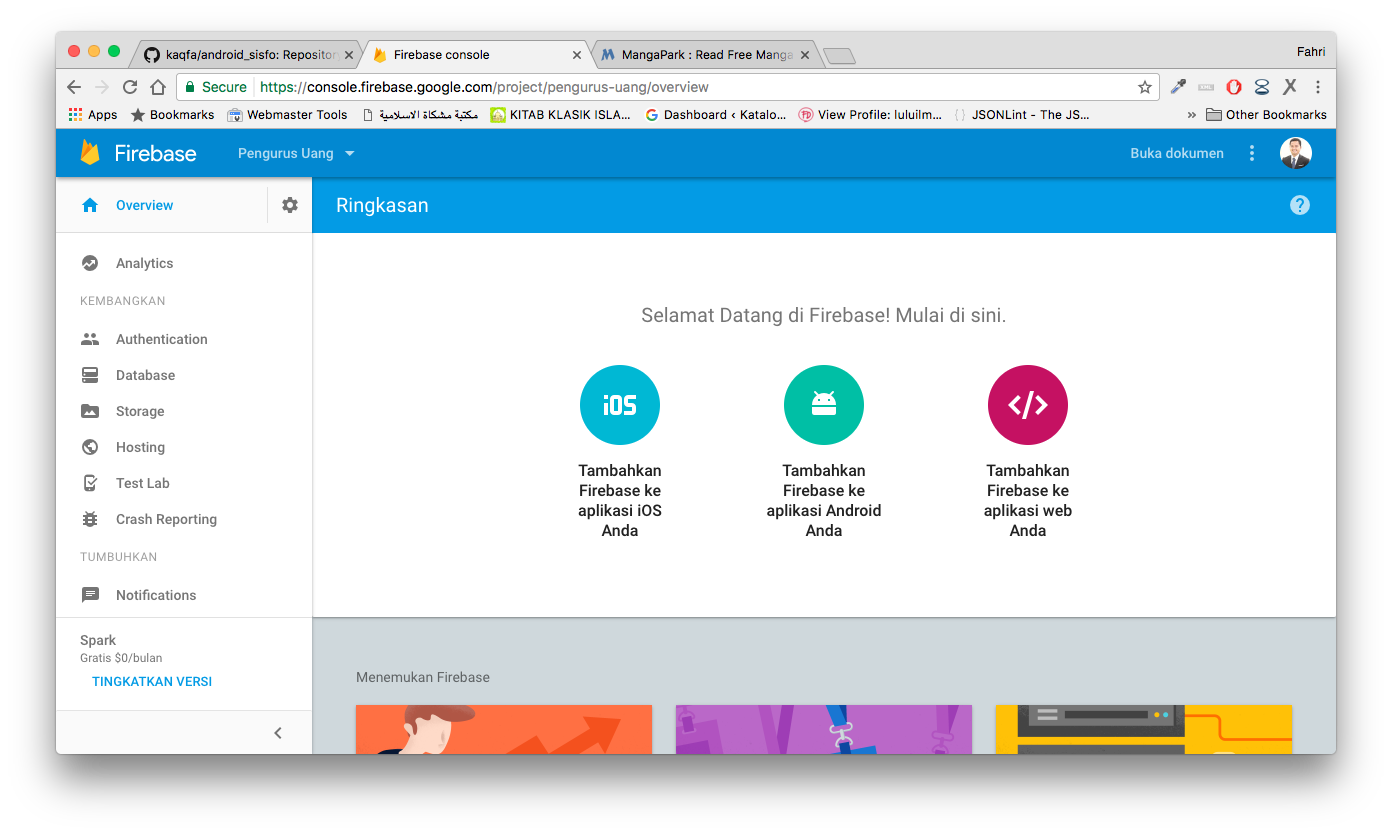 kaqfa/android_sisfo: Repository
Firebase console
MangaPark : Read Free Manga
Fahri
Secure
https://console.firebase.google.com/project/pengurus-uang/overview
Apps
Bookmarks
Webmaster Tools
مكتبة مشكاة الاسلامية
KITAB KLASIK ISLA...
Dashboard ‹ Katalo...
View Profile: luluilm...
JSONLint - The JS...
»
Other Bookmarks
Firebase
Pengurus Uang
Buka dokumen
Overview
Ringkasan
Analytics
KEMBANGKAN
Authentication
Database
Storage
Hosting
Test Lab
Crash Reporting
TUMBUHKAN
Notifications
Spark
Gratis $0/bulan
TINGKATKAN VERSI
Selamat Datang di Firebase! Mulai di sini.
iOS
Tambahkan
Firebase ke
aplikasi iOS
Anda
Tambahkan
Firebase ke
aplikasi Android
Anda
</>
Tambahkan
Firebase ke
aplikasi web
Anda
Menemukan Firebase